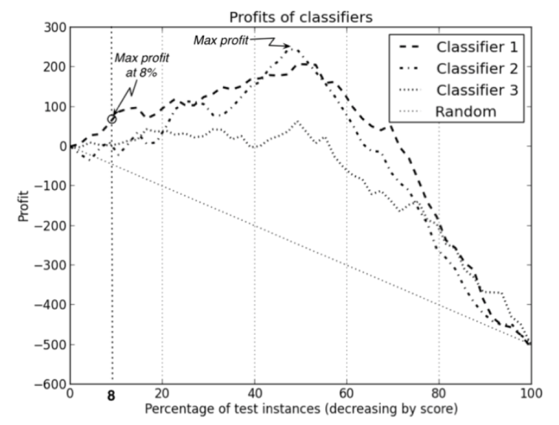 Profits of classifiers
300
200
100
0
−100
−200
−300
−400
−500
−600
Profit
Max profit
at 8%
Max profit
Classifier 1
Classifier 2
Classifier 3
Random
0
8
20
40
60
80
100
Percentage of test instances (decreasing by score)